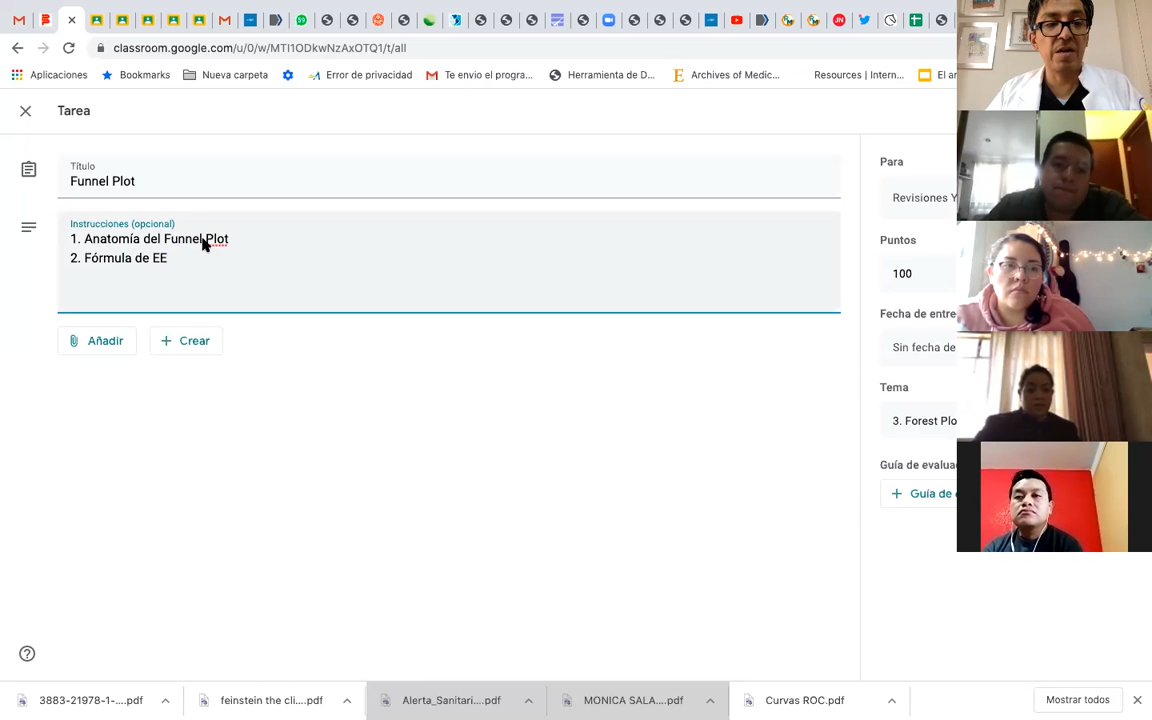 classroom.google.com/u/0/w/MTI1ODkwNzAxOTQ1/t/all
Aplicaciones
Bookmarks
Nueva carpeta
Error de privacidad
Te envio el progra...
Herramienta de D...
Archives of Medic...
Resources | Intern...
El ar
Tarea
Título
Funnel Plot
Instrucciones (opcional)
1. Anatomía del Funnel Plot
2. Fórmula de EE
Añadir
Crear
Para
Revisiones Y
Puntos
100
Fecha de entre
Sin fecha de
Tema
3. Forest Plo
Guía de evalua
Guía de
3883-21978-1-....pdf
feinstein the cli....pdf
Alerta_Sanitari....pdf
MONICA SALA....pdf
Curvas ROC.pdf
Mostrar todos